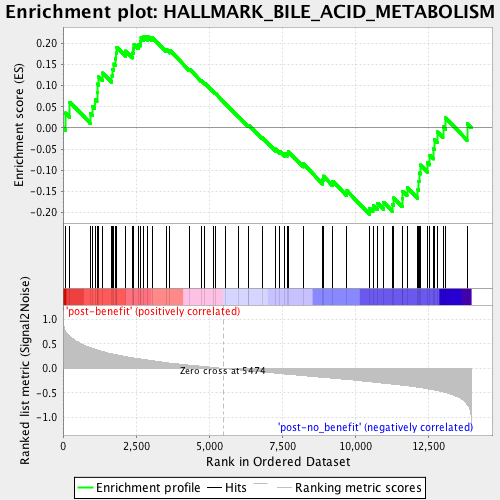 Enrichment plot: HALLMARK_BILE_ACID_METABOLISM
Enrichment score (ES)
0.20
0.15
0.10
0.05
0.00
-0.05
-0.10
-0.15
-0.20
'post-benefit' (positively correlated)
Ranked list metric (Signal2Noise)
1.0
0.5
0.0
-0.5
-1.0
Zero cross at 5474
'post-no_benefit' (negatively correlated)
0 2,500 5,000 7,500 10,000 12,500
Rank in Ordered Dataset
Enrichment profile Hits Ranking metric scores